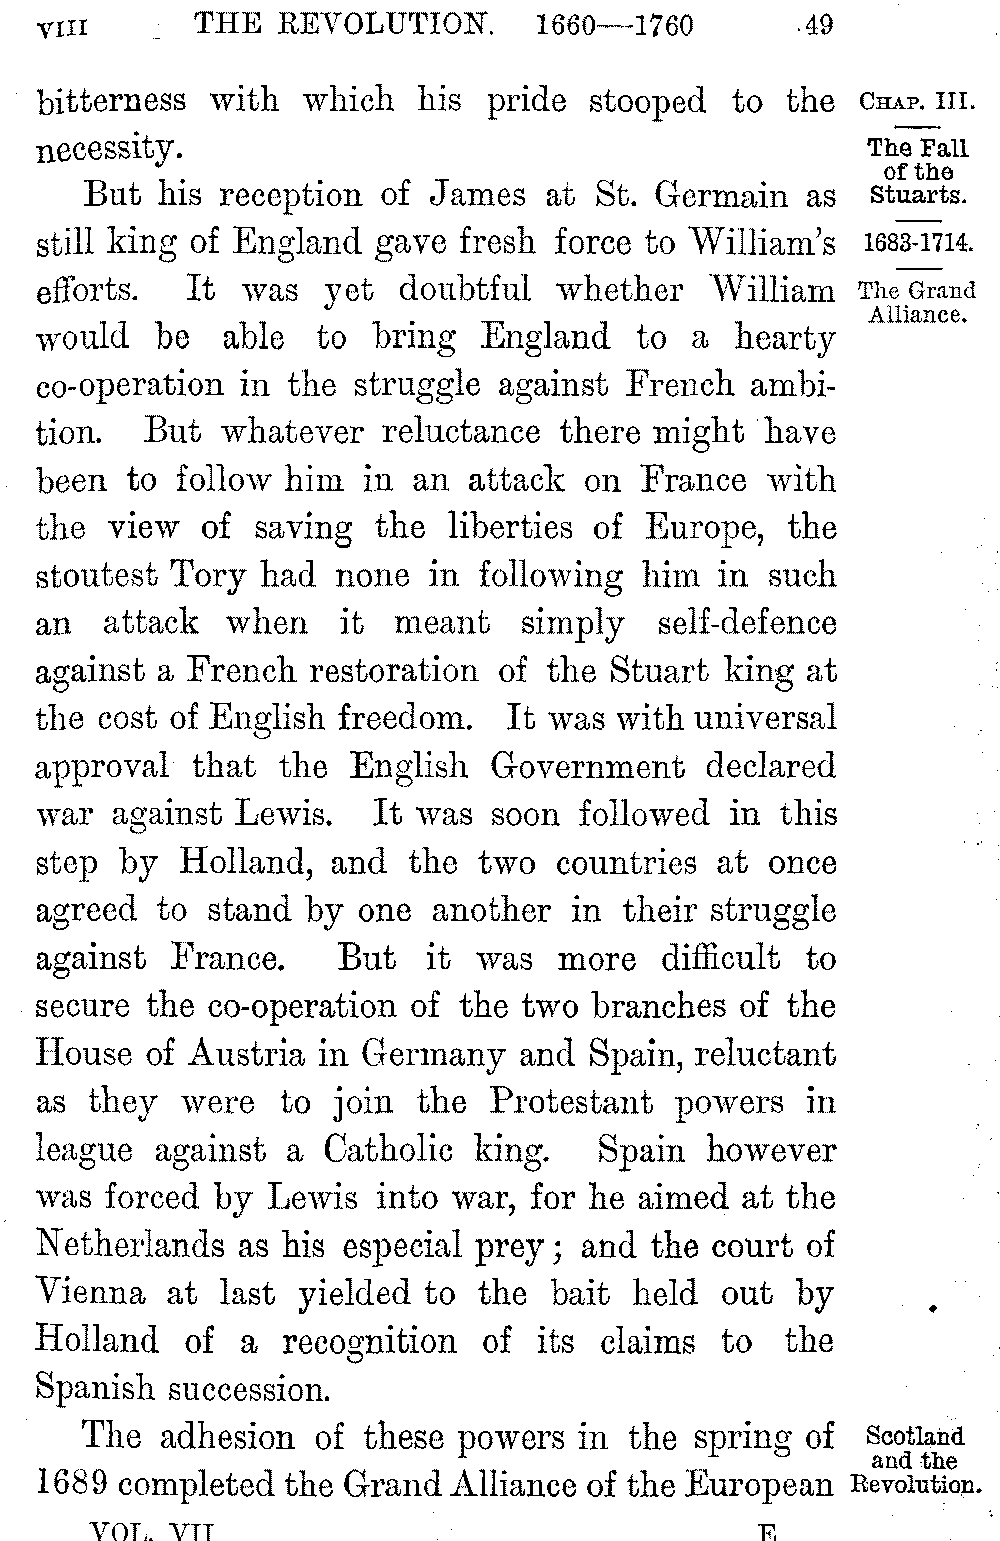 VIII THE REVOLUTION. 1660—1760 49
bitterness with which his pride stooped to the
necessity.
But his reception of James at St. Germain as
still king of England gave fresh force to William's
efforts. It was yet doubtful whether William
would be able to bring England to a hearty
co-operation in the struggle against French ambi-
tion. But whatever reluctance there might have
been to follow him in an attack on France with
the view of saving the liberties of Europe, the
stoutest Tory had none in following him in such
an attack when it meant simply self-defence
against a French restoration of the Stuart king at
the cost of English freedom. It was with universal
approval that the English Government declared
war against Lewis. It was soon followed in this
step by Holland, and the two countries at once
agreed to stand by one another in their struggle
against France. But it was more difficult to
secure the co-operation of the two branches of the
House of Austria in Germany and Spain, reluctant
as they were to join the Protestant powers in
league against a Catholic king. Spain however
was forced by Lewis into war, for he aimed at the
Netherlands as his especial prey; and the court of
Vienna at last yielded to the bait held out by
Holland of a recognition of its claims to the
Spanish succession.
The adhesion of these powers in the spring of
1689 completed the Grand Alliance of the European
CHAP. III.
The Fall
of the
Stuarts.
1683-1714.
The Grand
Alliance.
Scotland
and the
Revolution.
VOL. VII E